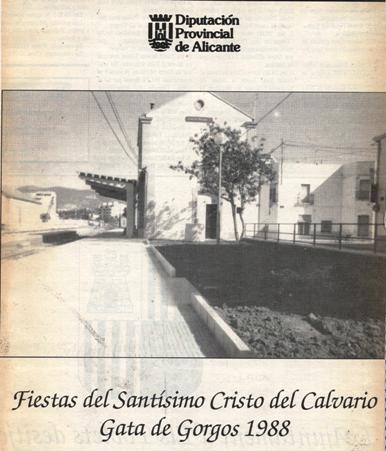 Diputación
Provincial
de Alicante
Fiestas del Santísimo Cristo del Calvario
Gata de Gorgos 1988